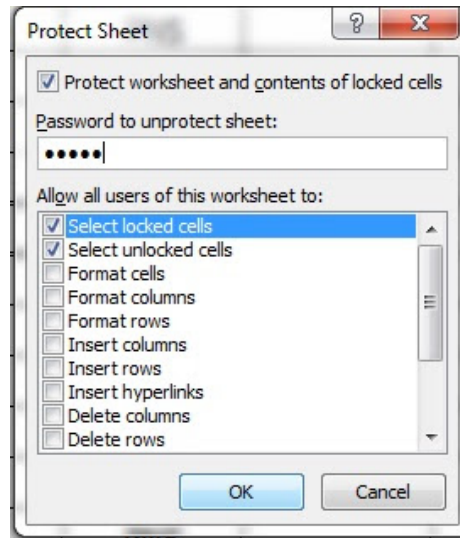 Protect Sheet
Protect worksheet and contents of locked cells
Password to unprotect sheet:
•••••
Allow all users of this worksheet to:
Select locked cells
Select unlocked cells
Format cells
Format columns
Format rows
Insert columns
Insert rows
Insert hyperlinks
Delete columns
Delete rows
OK Cancel